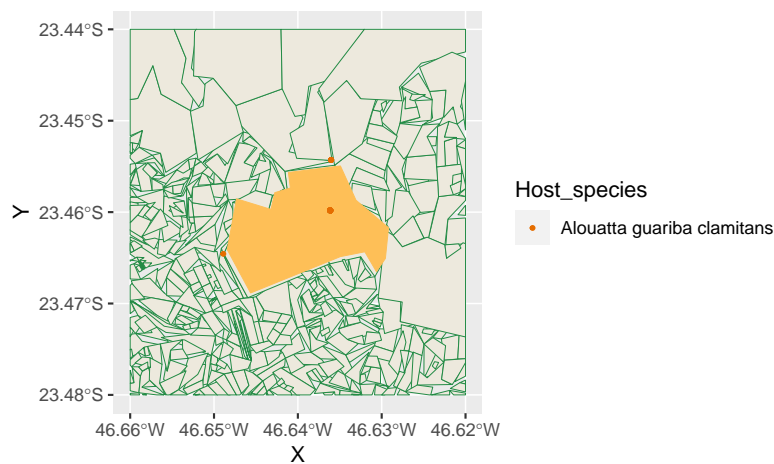 23.44°S
23.45°S
23.46°S
23.47°S
23.48°S
Y
46.66°W 46.65°W 46.64°W 46.63°W 46.62°W
X
Host_species
Alouatta guariba clamitans